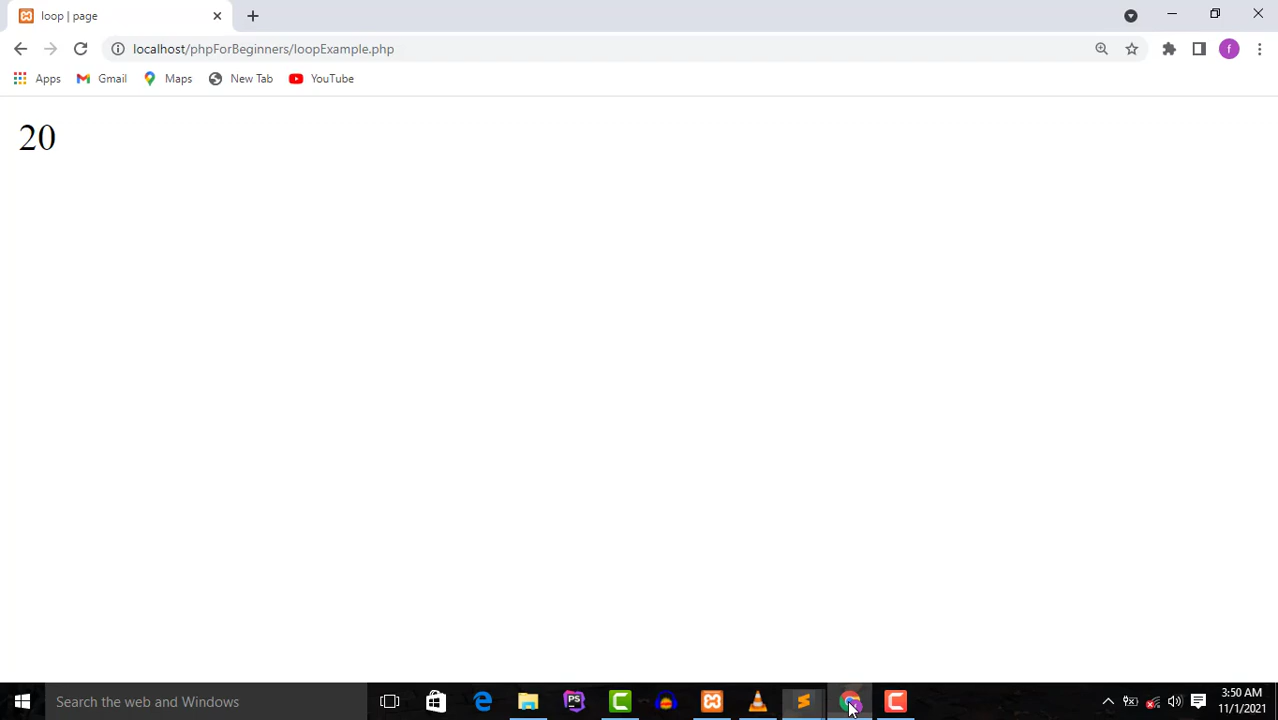 loop | page
localhost/phpForBeginners/loopExample.php
f
Apps Gmail Maps New Tab YouTube
20
Search the web and Windows
PS
3:50 AM
11/1/2021